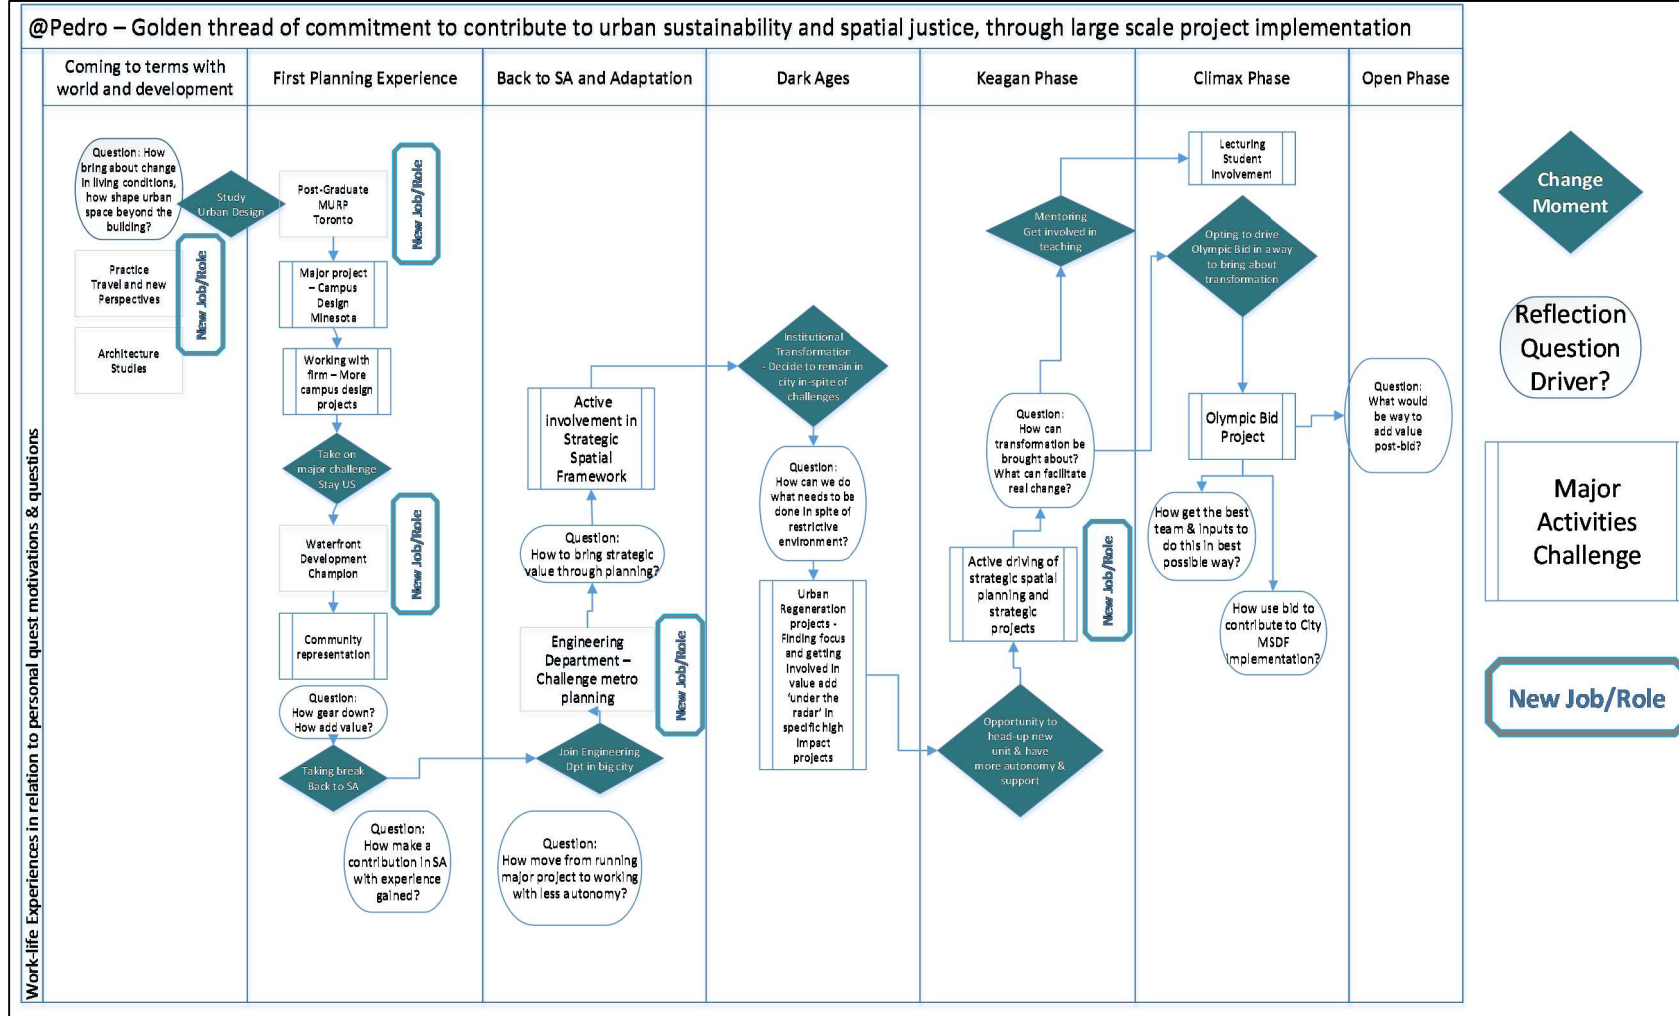 @Pedro – Golden thread of commitment to contribute to urban sustainability and spatial justice, through large scale project implementation
Work-life Experiences in relation to personal quest motivations & questions
Coming to terms with
world and development
First Planning Experience
Back to SA and Adaptation
Dark Ages
Keagan Phase
Climax Phase
Open Phase
Question: How
bring about change
in living conditions,
how shape urban
space beyond the
building?
Study
Urban Design
Practice
Travel and new
Perspectives
New Job/Role
Architecture
Studies
Post-Graduate
MURP
Toronto
New Job/Role
Major project
– Campus
Design
Minesota
Working with
firm – More
campus design
projects
Take on
major challenge
Stay US
Waterfront
Development
Champion
New Job/Role
Community
representation
Question:
How gear down?
How add value?
Taking break
Back to SA
Question:
How make a
contribution in SA
with experience
gained?
Active
involvement in
Strategic
Spatial
Framework
Question:
How to bring strategic
value through planning?
Engineering
Department –
Challenge metro
planning
New Job/Role
Join Engineering
Dpt in big city
Question:
How move from running
major project to working
with less autonomy?
Institutional
Transformation
- Decide to remain in
city in-spite of
challenges
Question:
How can we do
what needs to be
done in spite of
restrictive
environment?
Urban
Regeneration
projects -
Finding focus
and getting
involved in
value add
‘under the
radar’ in
specific high
impact
projects
Mentoring
Get involved in
teaching
Question:
How can
transformation be
brought about?
What can facilitate
real change?
Active driving of
strategic spatial
planning and
strategic
projects
New Job/Role
Opportunity to
head-up new
unit & have
more autonomy &
support
Lecturing
Student
Involvement
Opting to drive
Olympic Bid in a way
to bring about
transformation
Olympic Bid
Project
How get the best
team & inputs to
do this in best
possible way?
How use bid to
contribute to City
MSDF
implementation?
Question:
What would
be way to
add value
post-bid?
Change
Moment
Reflection
Question
Driver?
Major
Activities
Challenge
New Job/Role